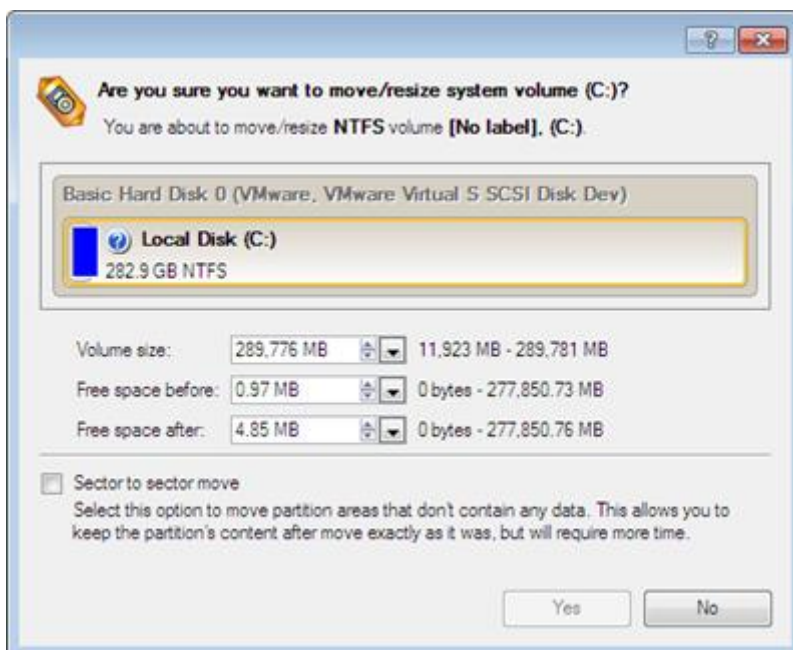 Are you sure you want to move/resize system volume (C:)?
You are about to move/resize NTFS volume [No label], (C:).
Basic Hard Disk 0 (VMware, VMware Virtual S SCSI Disk Dev)
Local Disk (C:)
282.9 GB NTFS
Volume size: 289,776 MB 11,923 MB - 289,781 MB
Free space before: 0.97 MB 0 bytes - 277,850.73 MB
Free space after: 4.85 MB 0 bytes - 277,850.76 MB
Sector to sector move
Select this option to move partition areas that don't contain any data. This allows you to
keep the partition's content after move exactly as it was, but will require more time.
Yes No